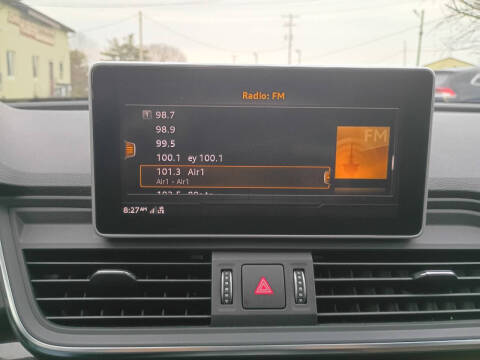 Radio: FM
98.7
98.9
99.5
100.1 ey 100.1
101.3 Air1
Air1 - Air1
FM
8:27AM